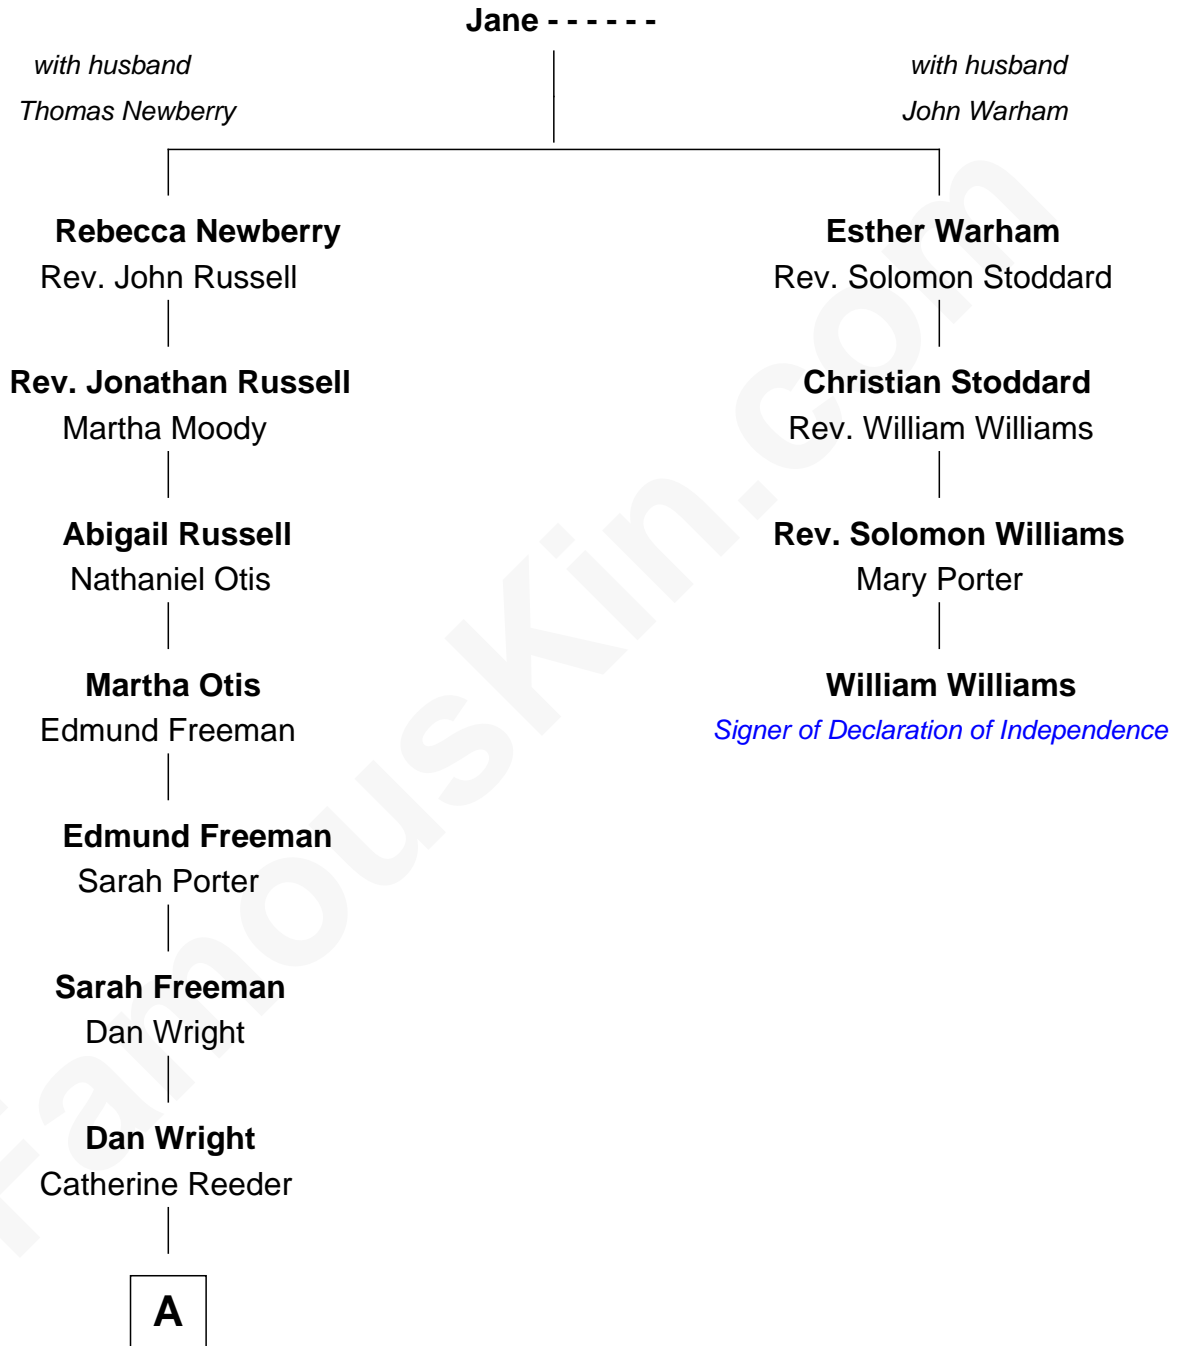 Jane - - - - - -
with husband
Thomas Newberry
with husband
John Warham
Rebecca Newberry
Rev. John Russell
Esther Warham
Rev. Solomon Stoddard
Rev. Jonathan Russell
Martha Moody
Christian Stoddard
Rev. William Williams
Abigail Russell
Nathaniel Otis
Rev. Solomon Williams
Mary Porter
Martha Otis
Edmund Freeman
William Williams
Signer of Declaration of Independence
Edmund Freeman
Sarah Porter
Sarah Freeman
Dan Wright
Dan Wright
Catherine Reeder
A
FamousKin.com